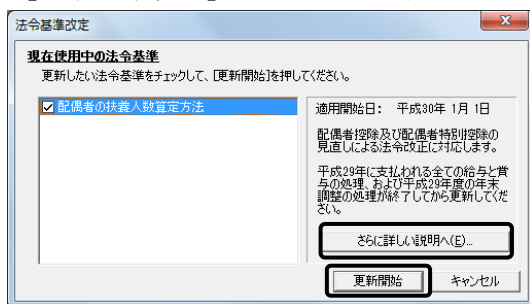 法令基準改定
現在使用中の法令基準
更新したい法令基準をチェックして、[更新開始]を押してください。
配偶者の扶養人数算定方法
適用開始日： 平成30年 1月 1日
配偶者控除及び配偶者特別控除の
見直しによる法令改正に対応します。
平成29年に支払われる全ての給与と賞
与の処理、および平成29年度の年末
調整の処理が終了してから更新してくだ
さい。
さらに詳しい説明へ(E)...
更新開始
キャンセル